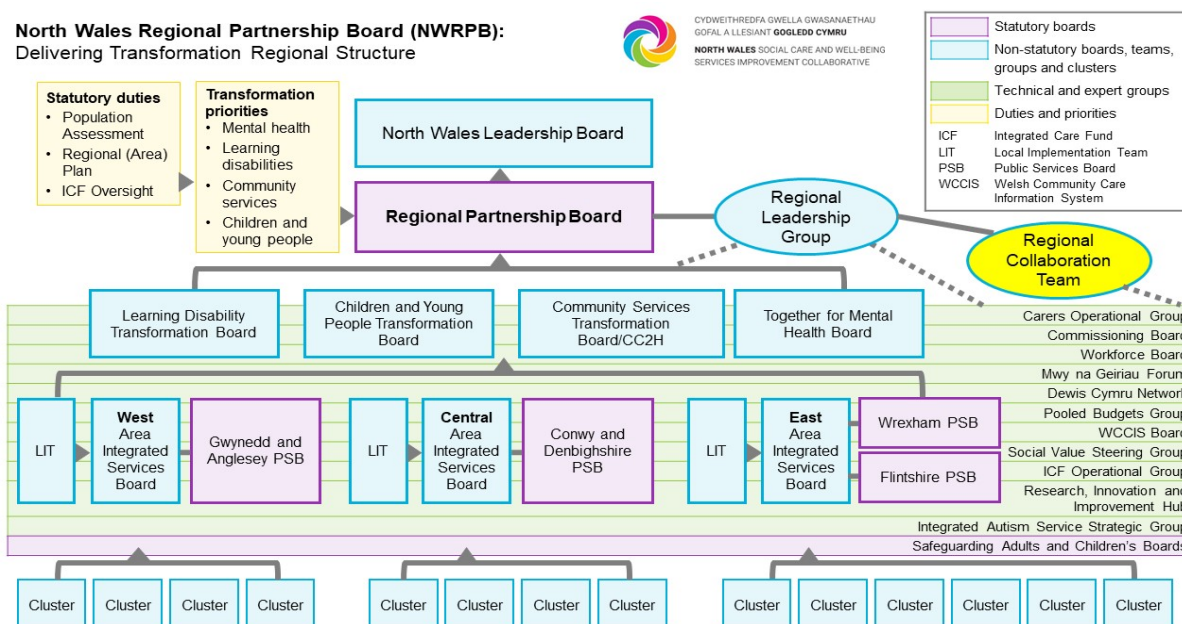 North Wales Regional Partnership Board (NWRPB):
Delivering Transformation Regional Structure
CYDWEITHREDFA GWELLA GWASANAETHAU
GOFAL A LLESIANT GOGLEDD CYMRU
NORTH WALES SOCIAL CARE AND WELL-BEING
SERVICES IMPROVEMENT COLLABORATIVE
Statutory boards
Non-statutory boards, teams,
groups and clusters
Technical and expert groups
Duties and priorities
ICF Integrated Care Fund
LIT Local Implementation Team
PSB Public Services Board
WCCIS Welsh Community Care
Information System
Statutory duties
• Population
Assessment
• Regional (Area)
Plan
• ICF Oversight
Transformation
priorities
• Mental health
• Learning
disabilities
• Community
services
• Children and
young people
North Wales Leadership Board
Regional Partnership Board
Regional
Leadership
Group
Regional
Collaboration
Team
Learning Disability
Transformation Board
Children and Young
People Transformation
Board
Community Services
Transformation
Board/CC2H
Together for Mental
Health Board
Carers Operational Group
Commissioning Board
Workforce Board
Mwy na Geiriau Forum
Dewis Cymru Network
Pooled Budgets Group
WCCIS Board
Social Value Steering Group
ICF Operational Group
Research, Innovation and
Improvement Hub
Integrated Autism Service Strategic Group
Safeguarding Adults and Children's Boards
LIT
West
Area
Integrated
Services
Board
Gwynedd and
Anglesey PSB
LIT
Central
Area
Integrated
Services
Board
Conwy and
Denbighshire
PSB
LIT
East
Area
Integrated
Services
Board
Wrexham PSB
Flintshire PSB
Cluster
Cluster
Cluster
Cluster
Cluster
Cluster
Cluster
Cluster
Cluster
Cluster
Cluster
Cluster
Cluster
Cluster